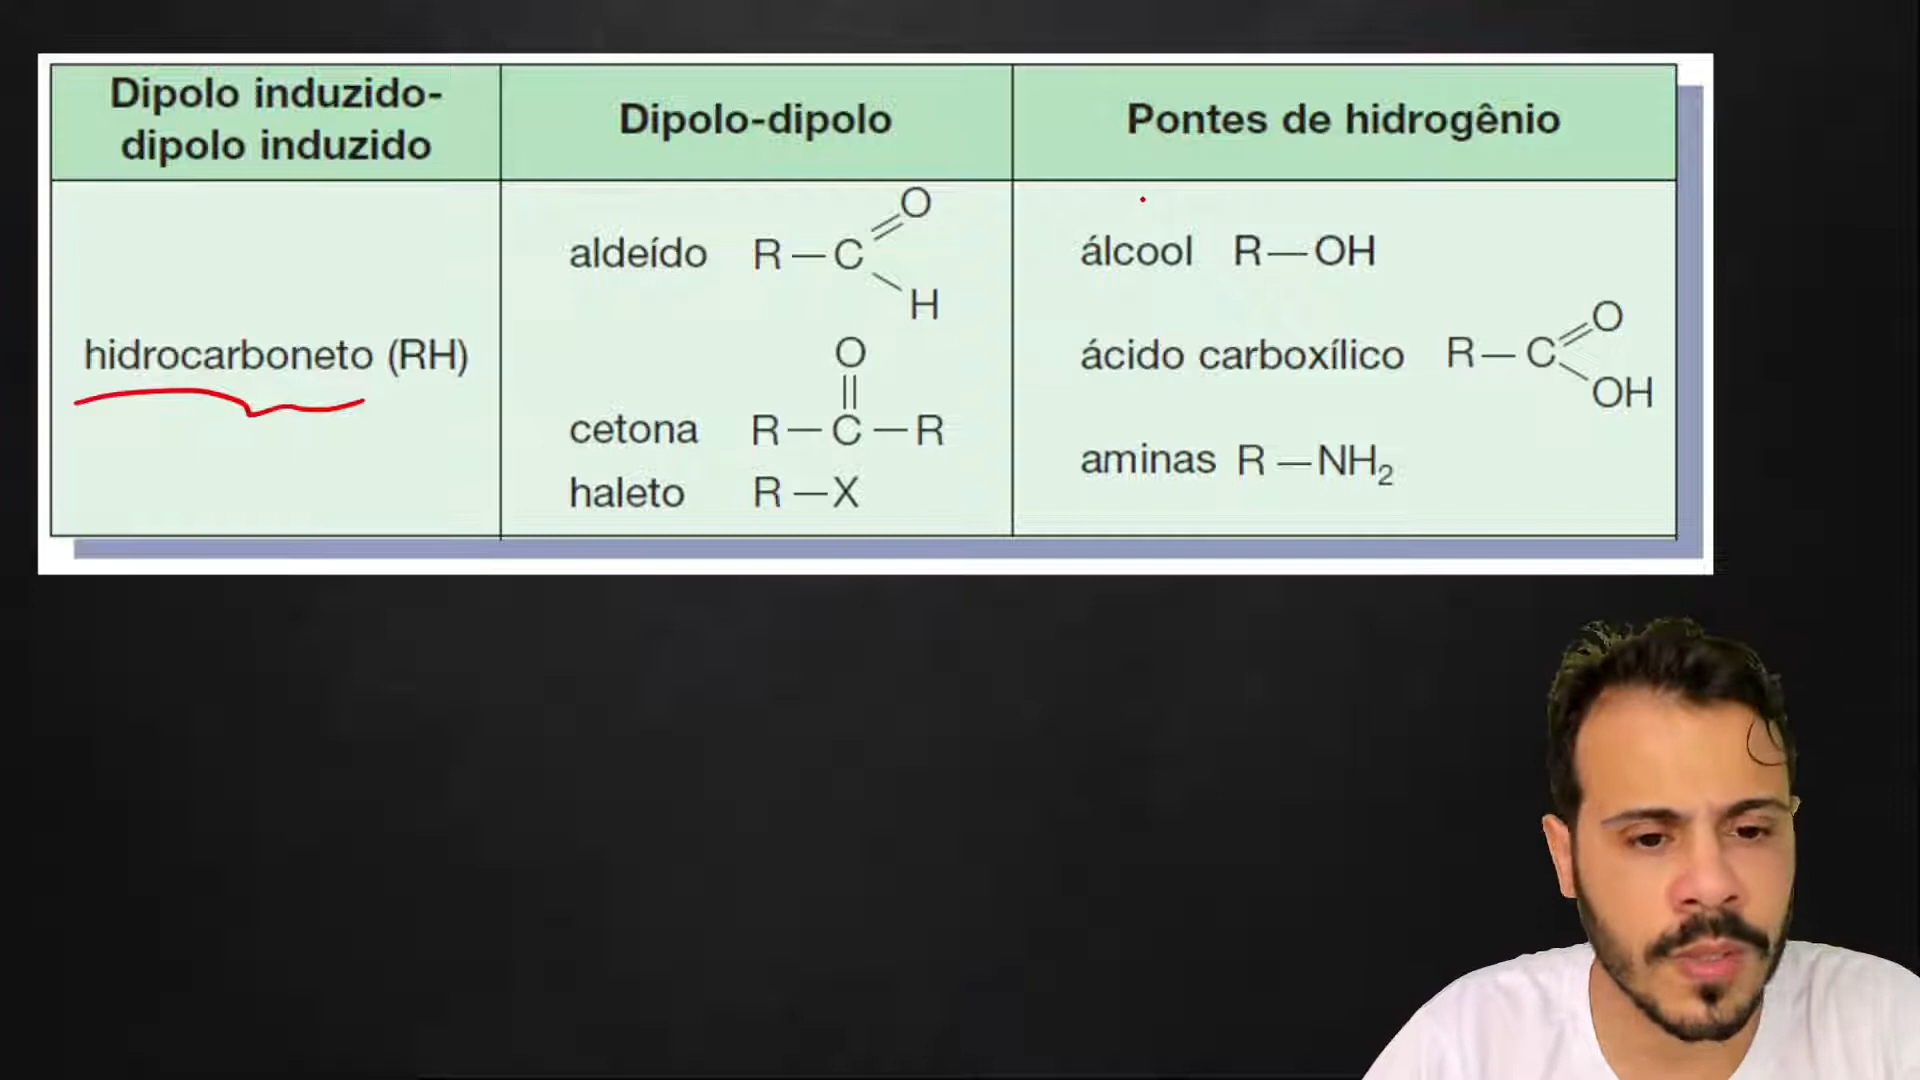 Dipolo induzido-
dipolo induzido
Dipolo-dipolo
Pontes de hidrogênio
hidrocarboneto (RH)
aldeído R—C
O
H
O
cetona R—C—R
haleto R—X
álcool R—OH
ácido carboxílico R—C
O
OH
aminas R—NH₂